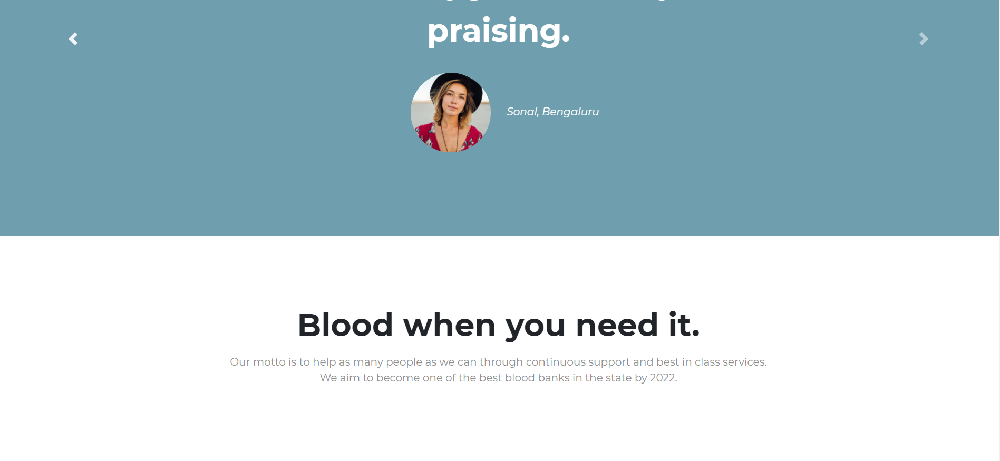 praising.
Sonal, Bengaluru
Blood when you need it.
Our motto is to help as many people as we can through continuous support and best in class services.
We aim to become one of the best blood banks in the state by 2022.